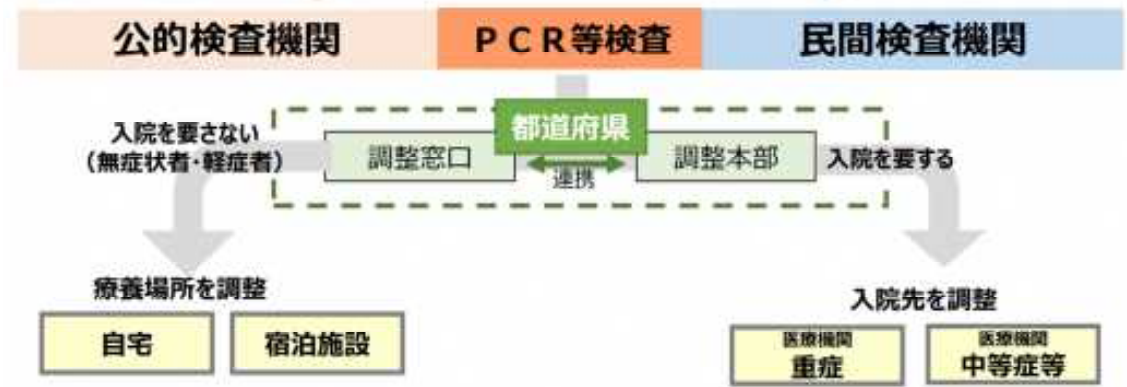 公的検査機関
ＰＣＲ等検査
民間検査機関
都道府県
入院を要さない
（無症状者・軽症者）
調整窓口
連携
調整本部
入院を要する
療養場所を調整
自宅
宿泊施設
入院先を調整
医療機関
重症
医療機関
中等症等